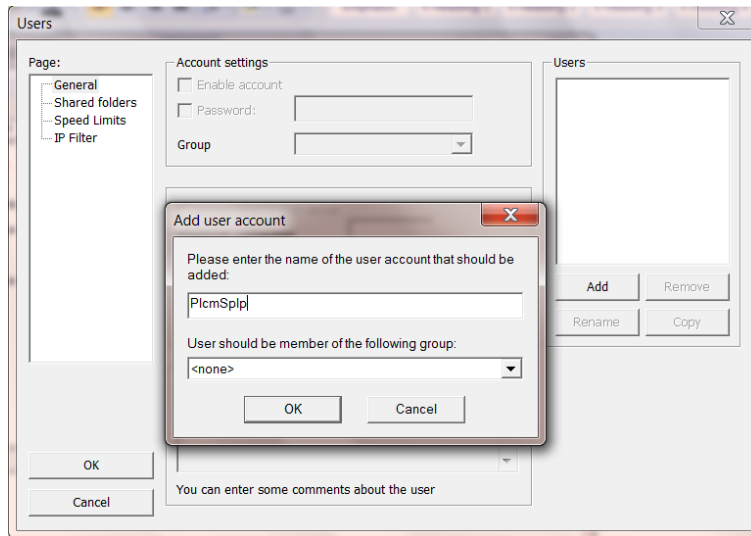 Users
Page:
General
Shared folders
Speed Limits
IP Filter
Account settings
Enable account
Password:
Group
Users
Add user account
Please enter the name of the user account that should be
added:
PlcmSpIp
User should be member of the following group:
<none>
OK
Cancel
Add
Remove
Rename
Copy
You can enter some comments about the user
OK
Cancel